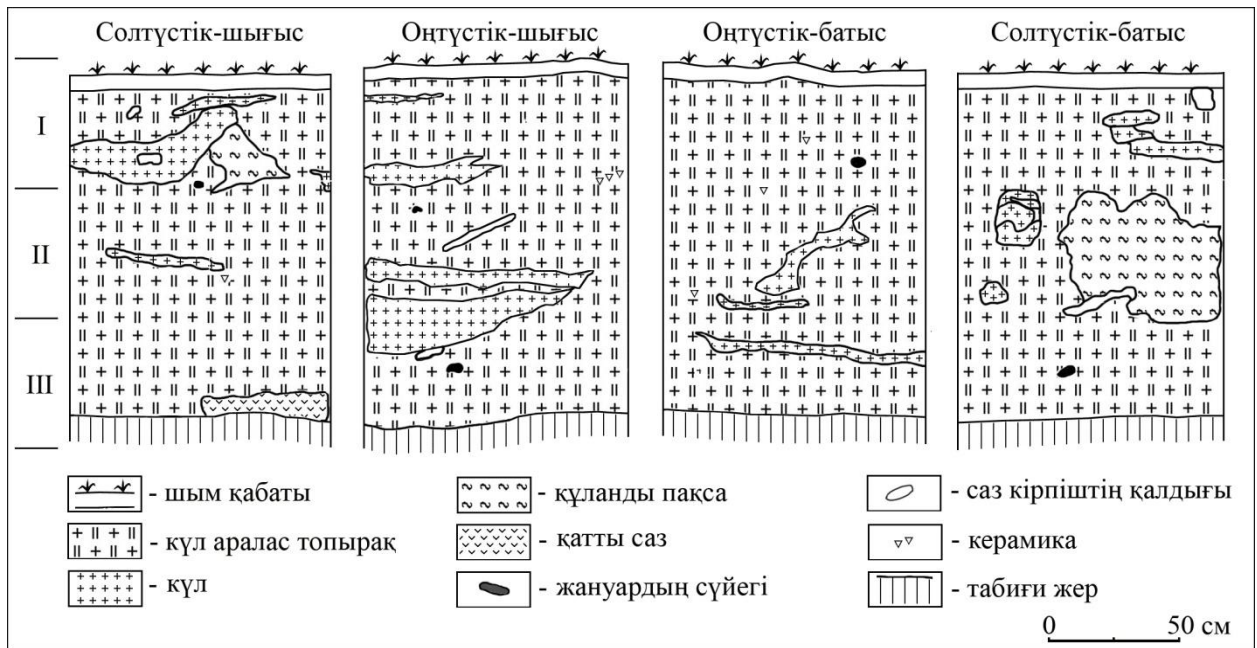 Солтүстік-шығыс Оңтүстік-шығыс Оңтүстік-батыс Солтүстік-батыс
I
II
III
- шым қабаты
- күл аралас топырақ
- күл
- құланды пақса
- қатты саз
- жануардың сүйегі
- саз кірпіштің қалдығы
- керамика
- табиғи жер
0 50 см